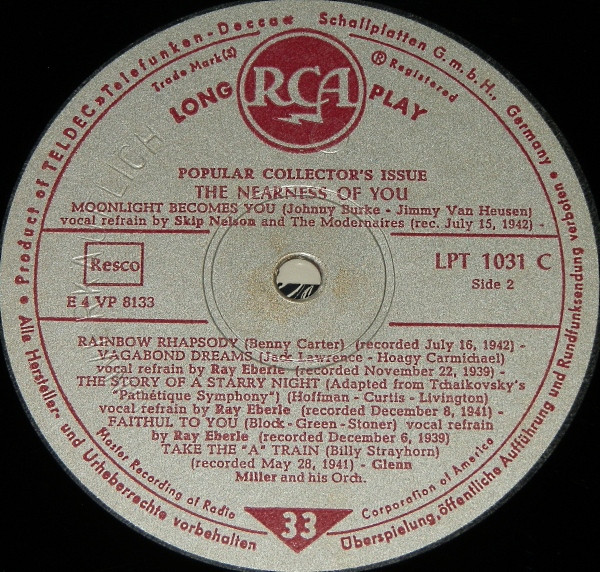 • Product of TELDEC »Telefunken-Decca« Schallplatten G.m.b.H., Germany •
Trade Mark(s)
® Registered
LONG RCA PLAY
POPULAR COLLECTOR'S ISSUE
THE NEARNESS OF YOU
MOONLIGHT BECOMES YOU (Johnny Burke - Jimmy Van Heusen)
vocal refrain by Skip Nelson and The Modernaires (rec. July 15, 1942) -
Resco
LPT 1031 C
Side 2
E 4 VP 8133
RAINBOW RHAPSODY (Benny Carter) (recorded July 16, 1942) -
VAGABOND DREAMS (Jack Lawrence - Hoagy Carmichael)
vocal refrain by Ray Eberle (recorded November 22, 1939) -
THE STORY OF A STARRY NIGHT (Adapted from Tchaikovsky's
"Pathétique Symphony") (Hoffman - Curtis - Livington)
vocal refrain by Ray Eberle (recorded December 8, 1941) -
FAITHUL TO YOU (Block - Green - Stoner) vocal refrain
by Ray Eberle (recorded December 6, 1939)
TAKE THE "A" TRAIN (Billy Strayhorn)
(recorded May 28, 1941) - Glenn
Miller and his Orch.
Master Recording of Radio Corporation of America
33
• Alle Hersteller- und Urheberrechte vorbehalten
Überspielung, öffentliche Aufführung und Rundfunksendung verboten